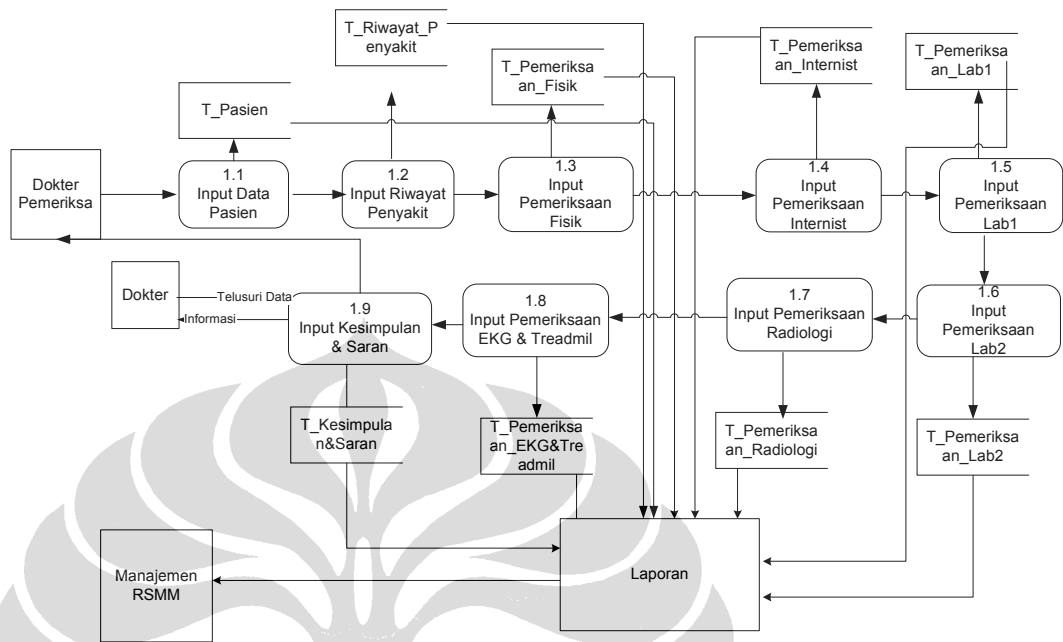 T_Riwayat_P
enyakit
T_Pemeriksa
an_Fisik
T_Pemeriksa
an_Internist
T_Pemeriksa
an_Lab1
T_Pasien
Dokter
Pemeriksa
1.1
Input Data
Pasien
1.2
Input Riwayat
Penyakit
1.3
Input
Pemeriksaan
Fisik
1.4
Input
Pemeriksaan
Internist
1.5
Input
Pemeriksaan
Lab1
Dokter
Telusuri Data
Informasi
1.9
Input Kesimpulan
& Saran
1.8
Input Pemeriksaan
EKG & Treadmil
1.7
Input Pemeriksaan
Radiologi
1.6
Input
Pemeriksaan
Lab2
T_Kesimpula
n&Saran
T_Pemeriksa
an_EKG&Tre
admil
T_Pemeriksa
an_Radiologi
T_Pemeriksa
an_Lab2
Manajemen
RSMM
Laporan